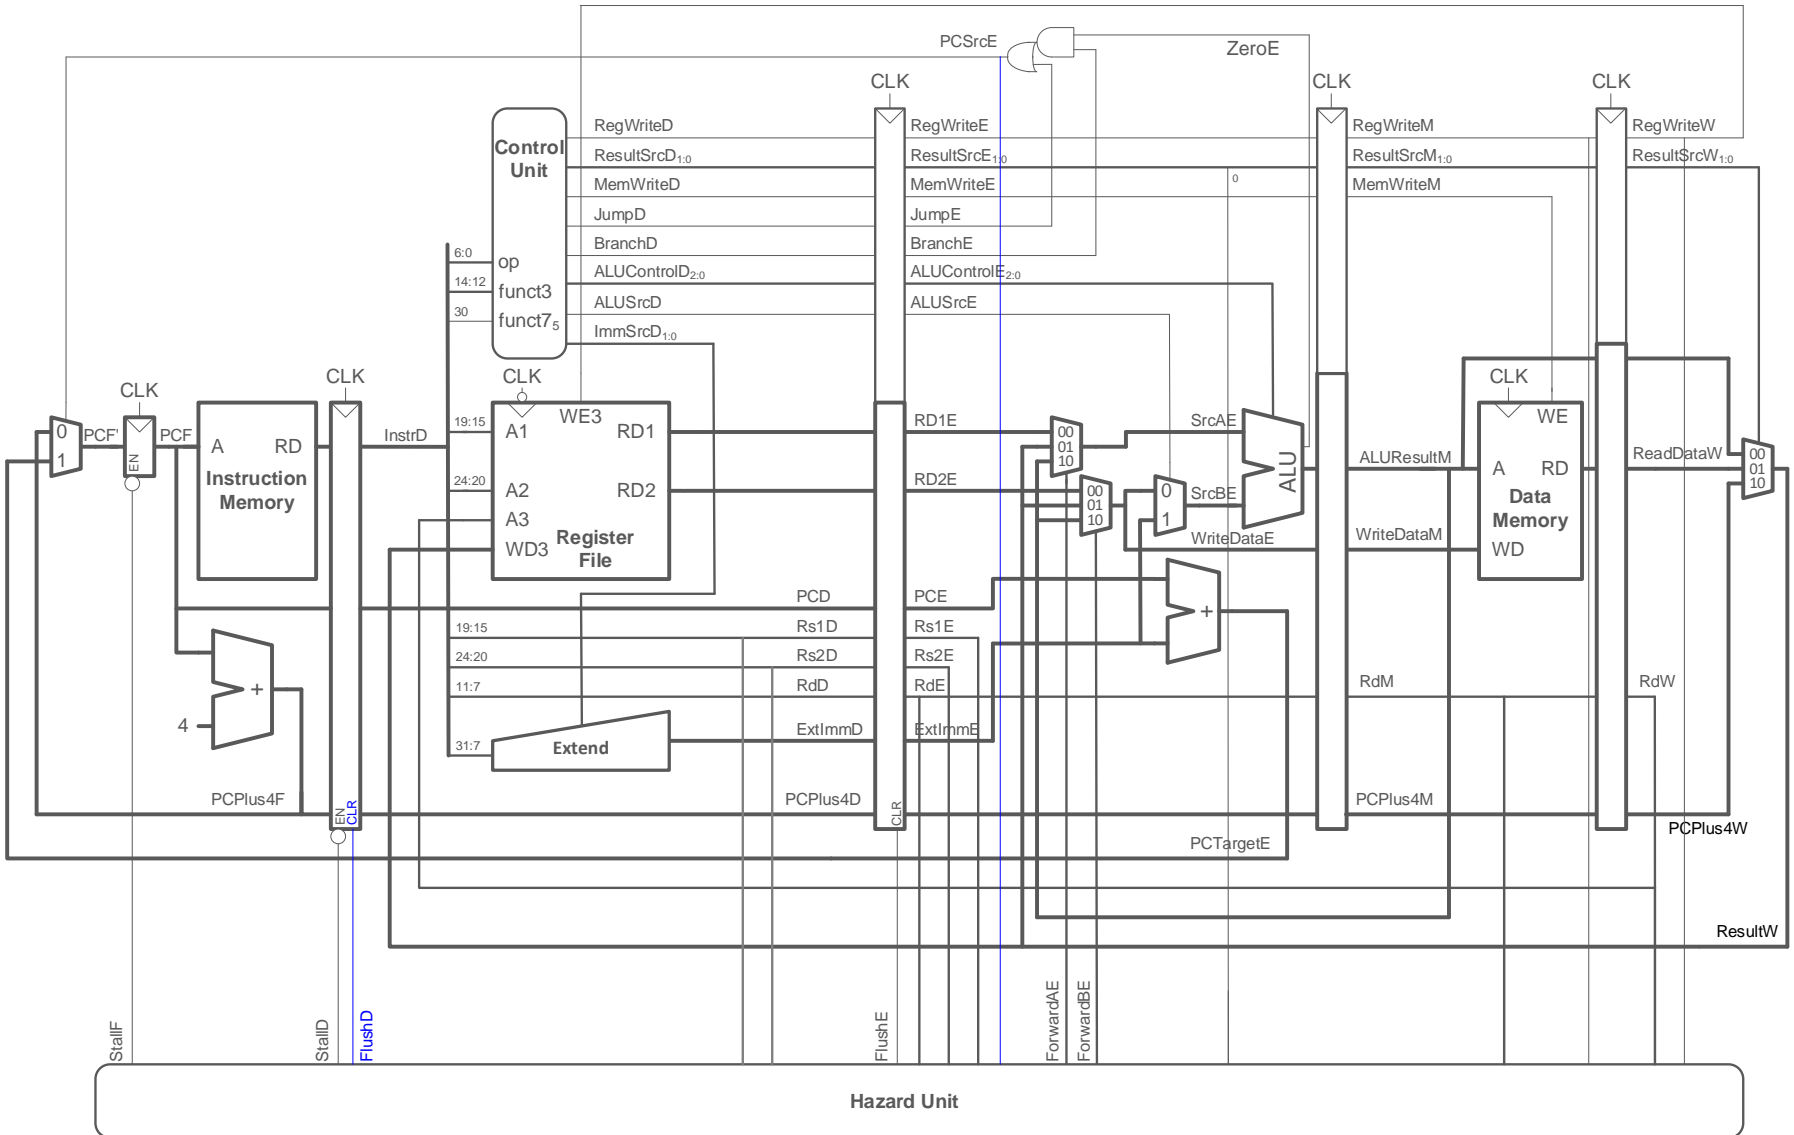 PCSrcE
ZeroE
CLK
CLK
CLK
Control
Unit
RegWriteD
RegWriteE
RegWriteM
RegWriteW
ResultSrcD1:0
ResultSrcE1:0
ResultSrcM1:0
ResultSrcW1:0
0
MemWriteD
MemWriteE
MemWriteM
JumpD
JumpE
BranchD
BranchE
6:0
op
ALUControlD2:0
ALUControlE2:0
14:12
funct3
ALUSrcD
ALUSrcE
30
funct75
ImmSrcD1:0
CLK
CLK
CLK
CLK
0
1
PCF'
EN
PCF
A
RD
Instruction
Memory
InstrD
19:15
A1
WE3
RD1
RD1E
00
01
10
SrcAE
ALU
ALUResultM
A
RD
WE
Data
Memory
WD
ReadDataW
00
01
10
24:20
A2
RD2
RD2E
00
01
10
0
1
SrcBE
A3
WD3
Register
File
WriteDataE
WriteDataM
PCD
PCE
+
19:15
Rs1D
Rs1E
24:20
Rs2D
Rs2E
11:7
RdD
RdE
RdM
RdW
+
4
31:7
Extend
ExtImmD
ExtImmE
PCPlus4F
EN
CLR
PCPlus4D
CLR
PCPlus4M
PCPlus4W
PCTargetE
ResultW
StallF
StallD
FlushD
FlushE
ForwardAE
ForwardBE
Hazard Unit